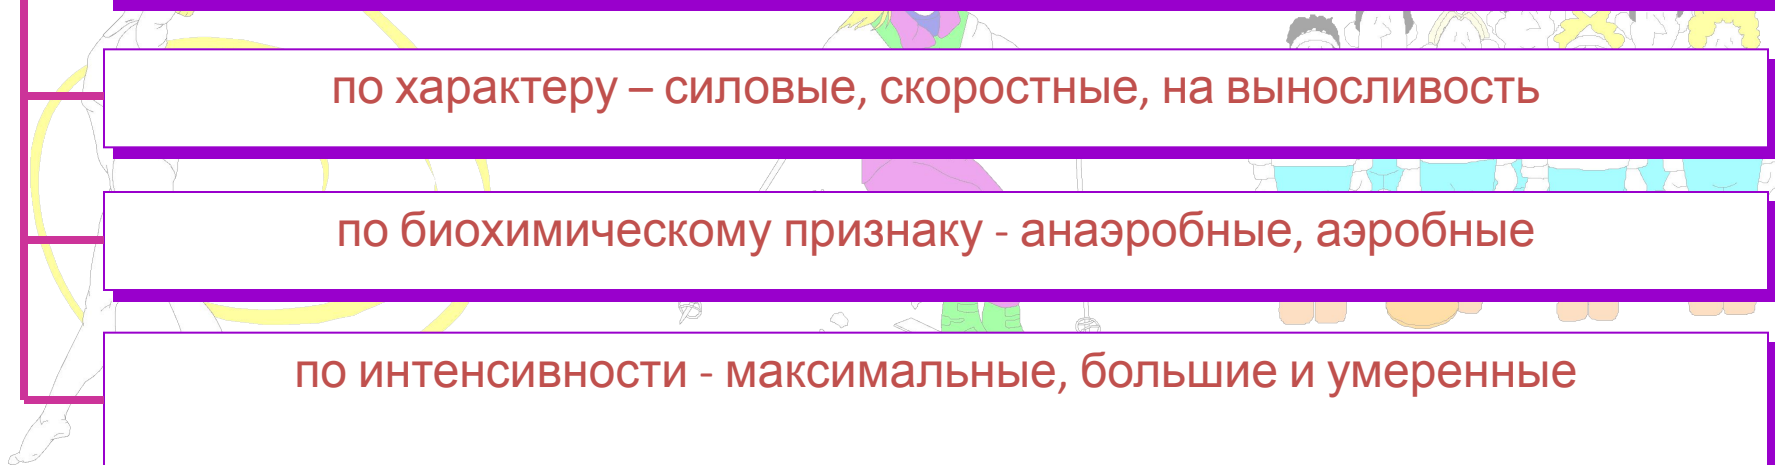 по характеру – силовые, скоростные, на выносливость
по биохимическому признаку - анаэробные, аэробные
по интенсивности - максимальные, большие и умеренные